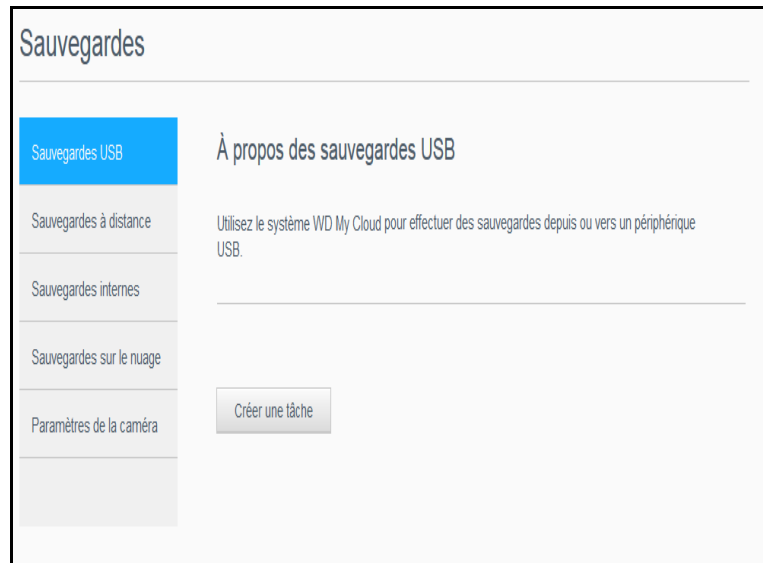 Sauvegardes
Sauvegardes USB
Sauvegardes à distance
Sauvegardes internes
Sauvegardes sur le nuage
Paramètres de la caméra
À propos des sauvegardes USB
Utilisez le système WD My Cloud pour effectuer des sauvegardes depuis ou vers un périphérique
USB.
Créer une tâche